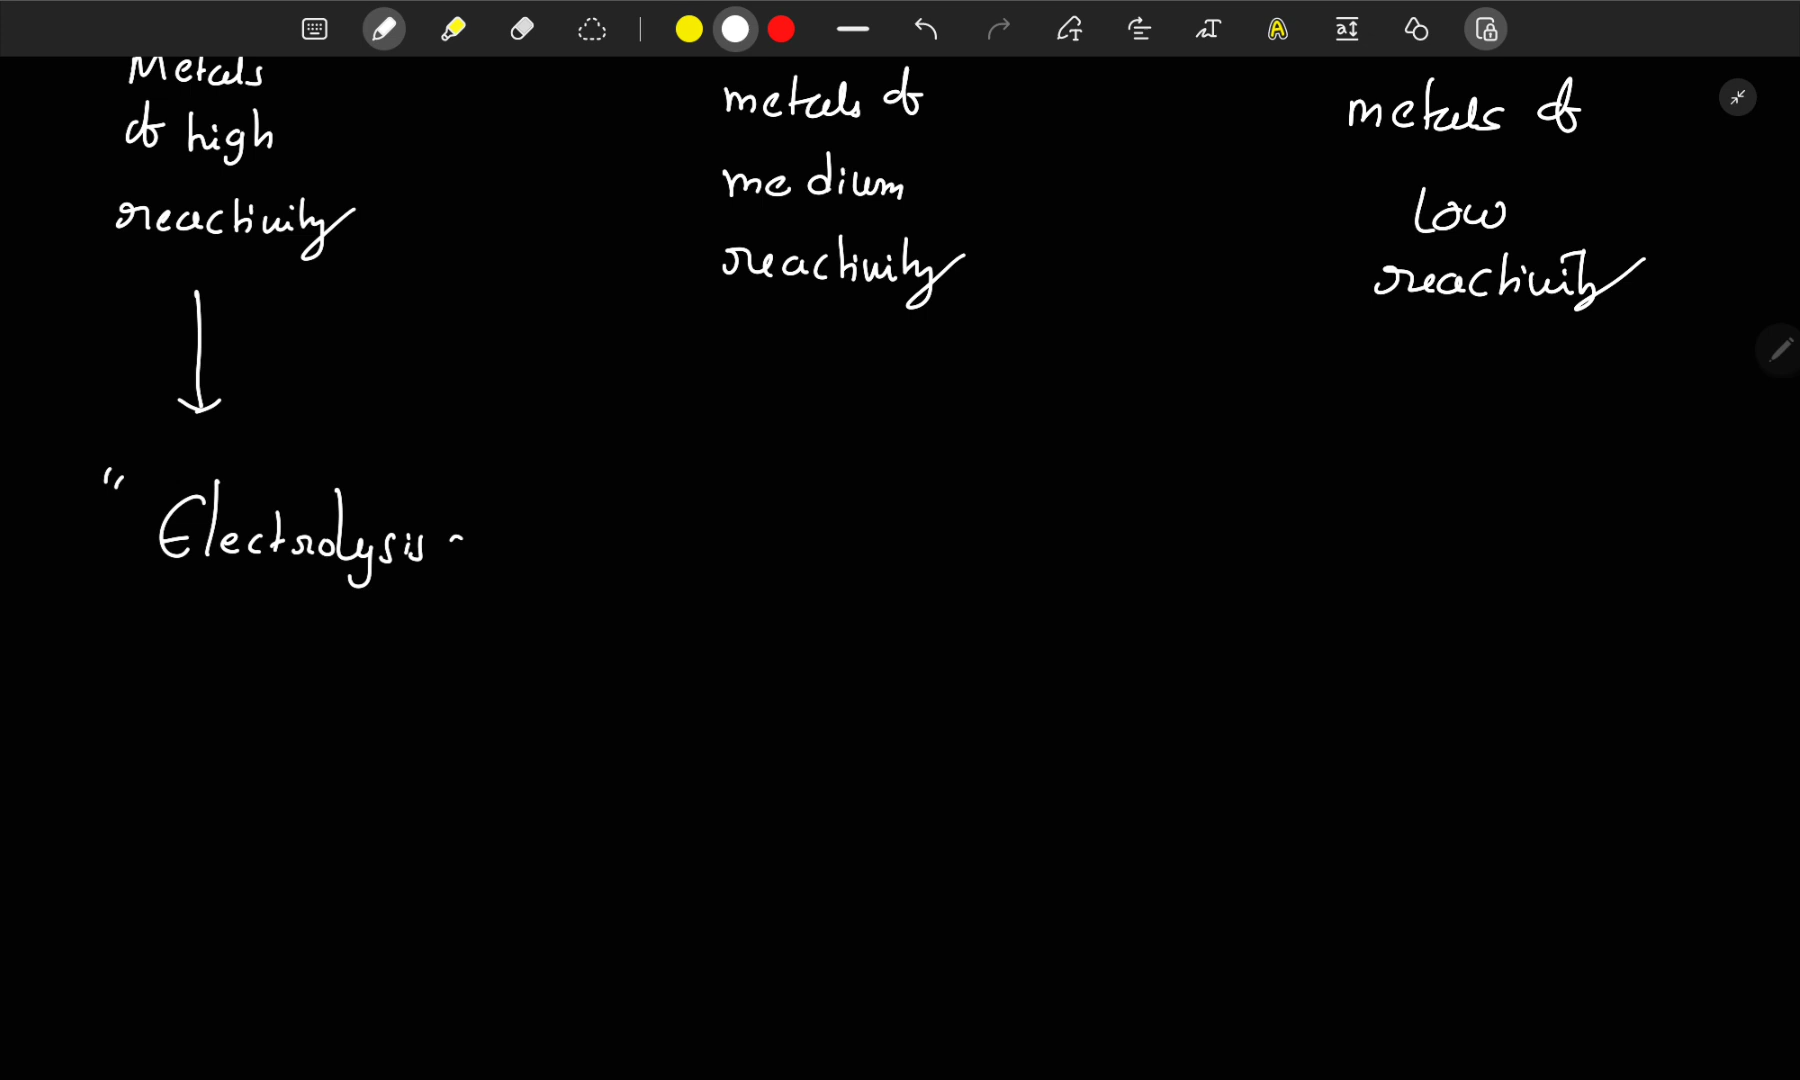 Metals
of high
reactivity
metals of
medium
reactivity
metals of
low
reactivity
" Electrolysis -